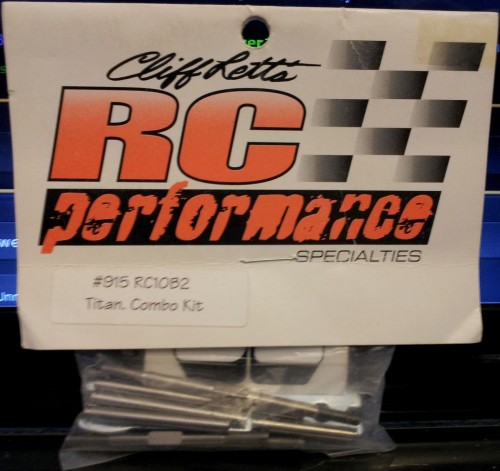 Cliff Lett's
RC
performance
SPECIALTIES
#915 RC10B2
Titan. Combo Kit